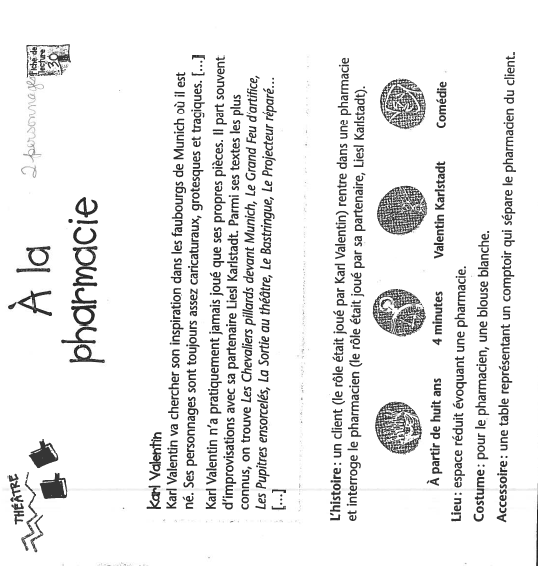 THÉÂTRE
À la
pharmacie
2 personnages
fiche de
lecture
30
Karl Valentin
Karl Valentin va chercher son inspiration dans les faubourgs de Munich où il est
né. Ses personnages sont toujours assez caricaturaux, grotesques et tragiques. [...]
Karl Valentin n'a pratiquement jamais joué que ses propres pièces. Il part souvent
d'improvisations avec sa partenaire Liesl Karlstadt. Parmi ses textes les plus
connus, on trouve Les Chevaliers pillards devant Munich, Le Grand Feu d'artifice,
Les Pupitres ensorcelés, La Sortie au théâtre, Le Bastringue, Le Projecteur réparé...
[...]
L'histoire : un client (le rôle était joué par Karl Valentin) rentre dans une pharmacie
et interroge le pharmacien (le rôle était joué par sa partenaire, Liesl Karlstadt).
À partir de huit ans
4 minutes
Valentin Karlstadt
Comédie
Lieu : espace réduit évoquant une pharmacie.
Costume : pour le pharmacien, une blouse blanche.
Accessoire : une table représentant un comptoir qui sépare le pharmacien du client.